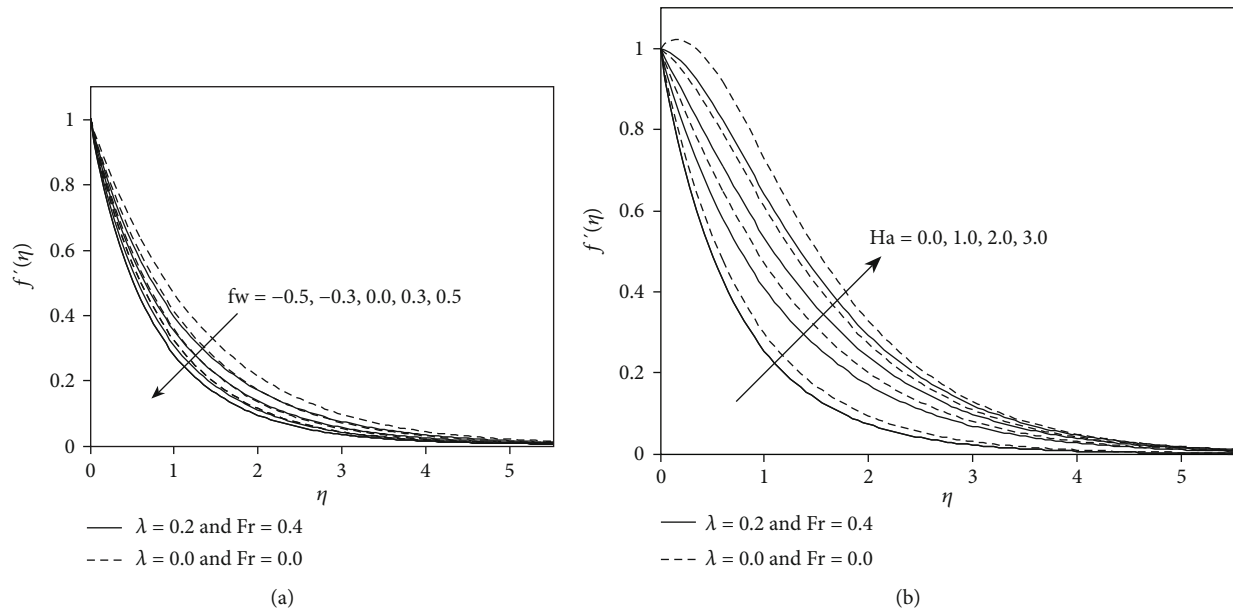 1
0.8
0.6
0.4
0.2
0
f ′(η)
fw = −0.5, −0.3, 0.0, 0.3, 0.5
0 1 2 3 4 5
η
λ = 0.2 and Fr = 0.4
λ = 0.0 and Fr = 0.0
(a)
1
0.8
0.6
0.4
0.2
0
f ′(η)
Ha = 0.0, 1.0, 2.0, 3.0
0 1 2 3 4 5
η
λ = 0.2 and Fr = 0.4
λ = 0.0 and Fr = 0.0
(b)